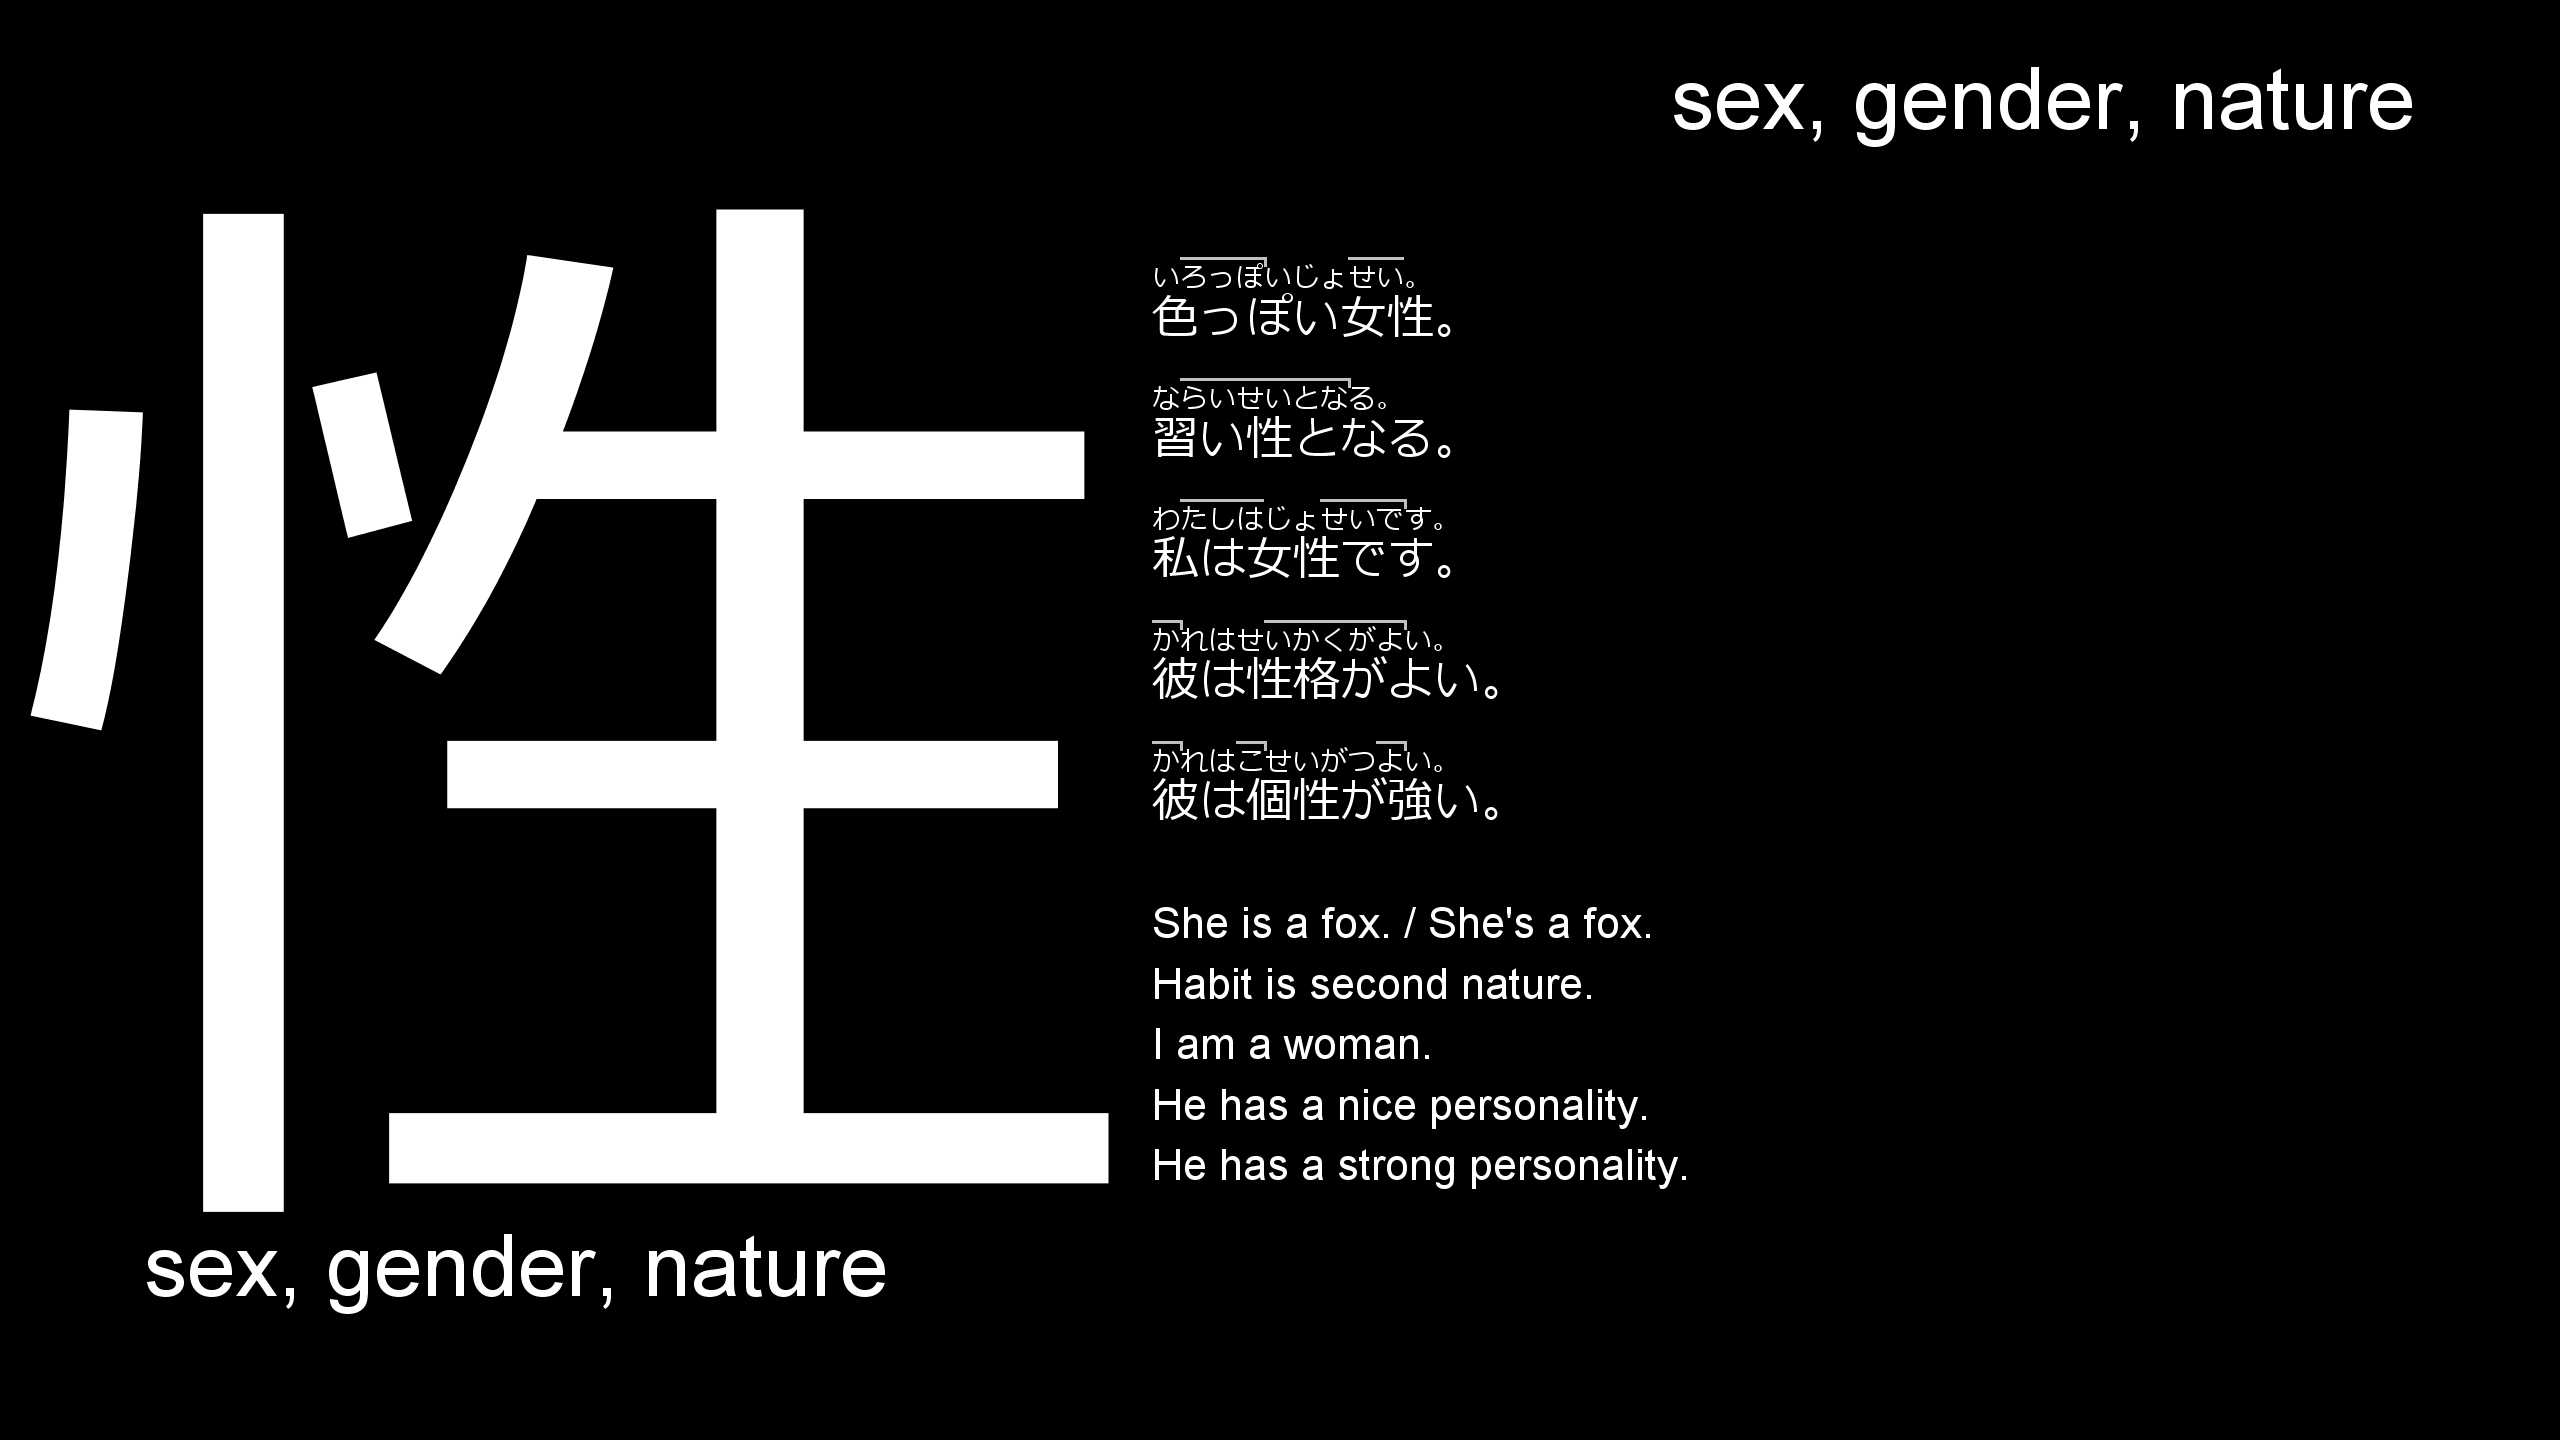 sex, gender, nature
性
いろっぽいじょせい。
色っぽい女性。
ならいせいとなる。
習い性となる。
わたしはじょせいです。
私は女性です。
かれはせいかくがよい。
彼は性格がよい。
かれはこせいがつよい。
彼は個性が強い。
She is a fox. / She's a fox.
Habit is second nature.
I am a woman.
He has a nice personality.
He has a strong personality.
sex, gender, nature